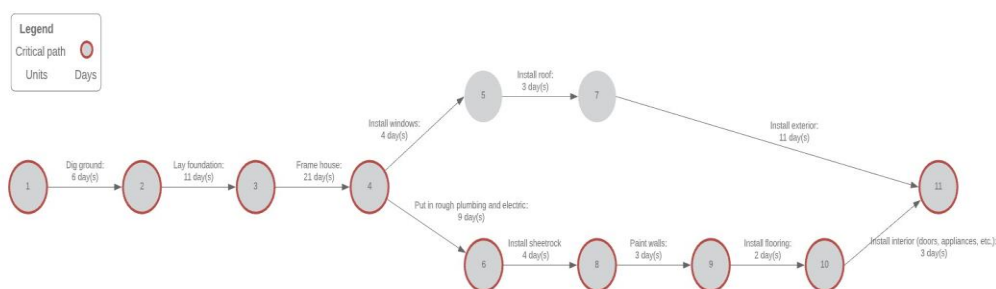 Legend
Critical path
Units Days
Install roof:
3 day(s)
5
7
Install windows:
4 day(s)
Install exterior:
11 day(s)
Dig ground:
6 day(s)
Lay foundation:
11 day(s)
Frame house:
21 day(s)
1
2
3
4
11
Put in rough plumbing and electric:
9 day(s)
Install sheetrock
4 day(s)
Paint walls:
3 day(s)
Install flooring:
2 day(s)
Install interior (doors, appliances, etc.):
3 day(s)
6
8
9
10